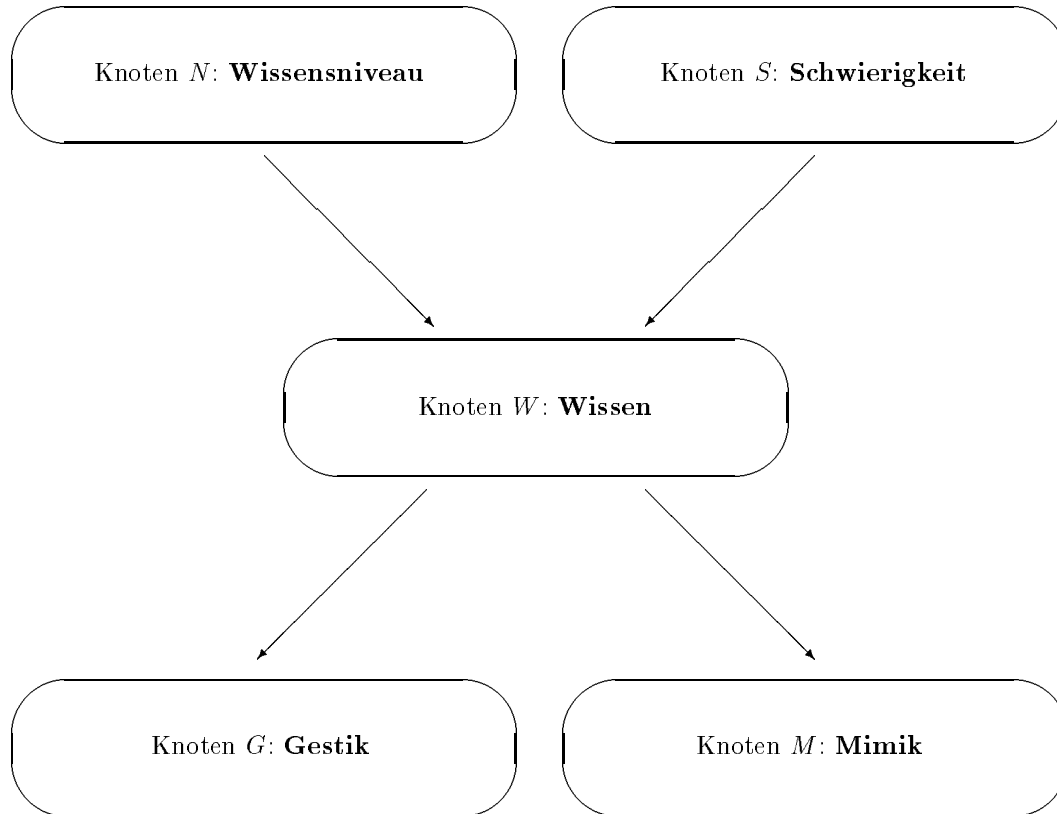 Knoten N: Wissensniveau
Knoten S: Schwierigkeit
Knoten W: Wissen
Knoten G: Gestik
Knoten M: Mimik